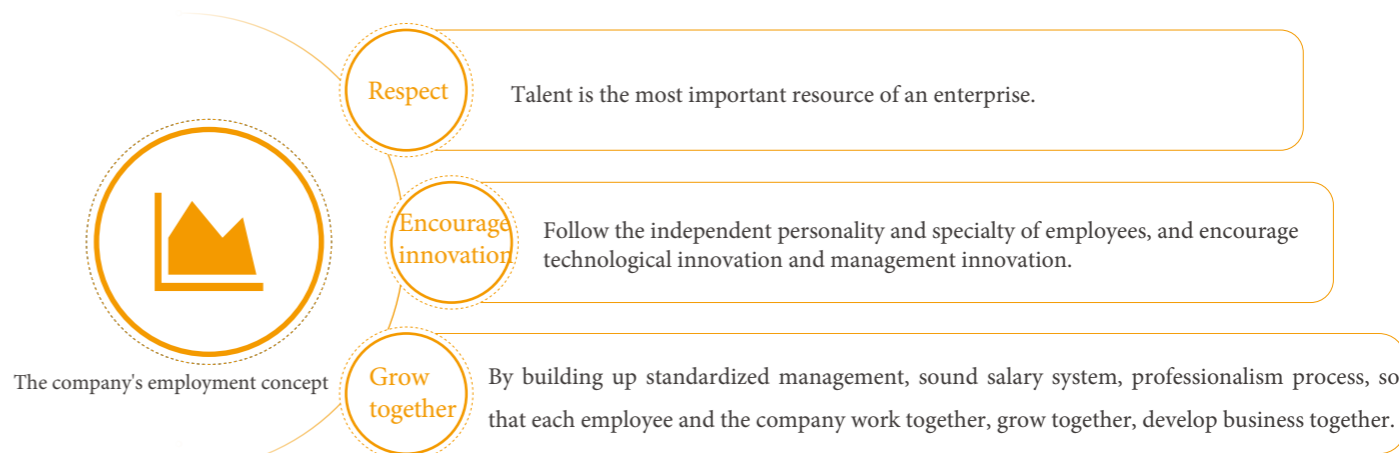 Respect
Talent is the most important resource of an enterprise.
Encourage
innovation
Follow the independent personality and specialty of employees, and encourage
technological innovation and management innovation.
The company's employment concept
Grow
together
By building up standardized management, sound salary system, professionalism process, so
that each employee and the company work together, grow together, develop business together.